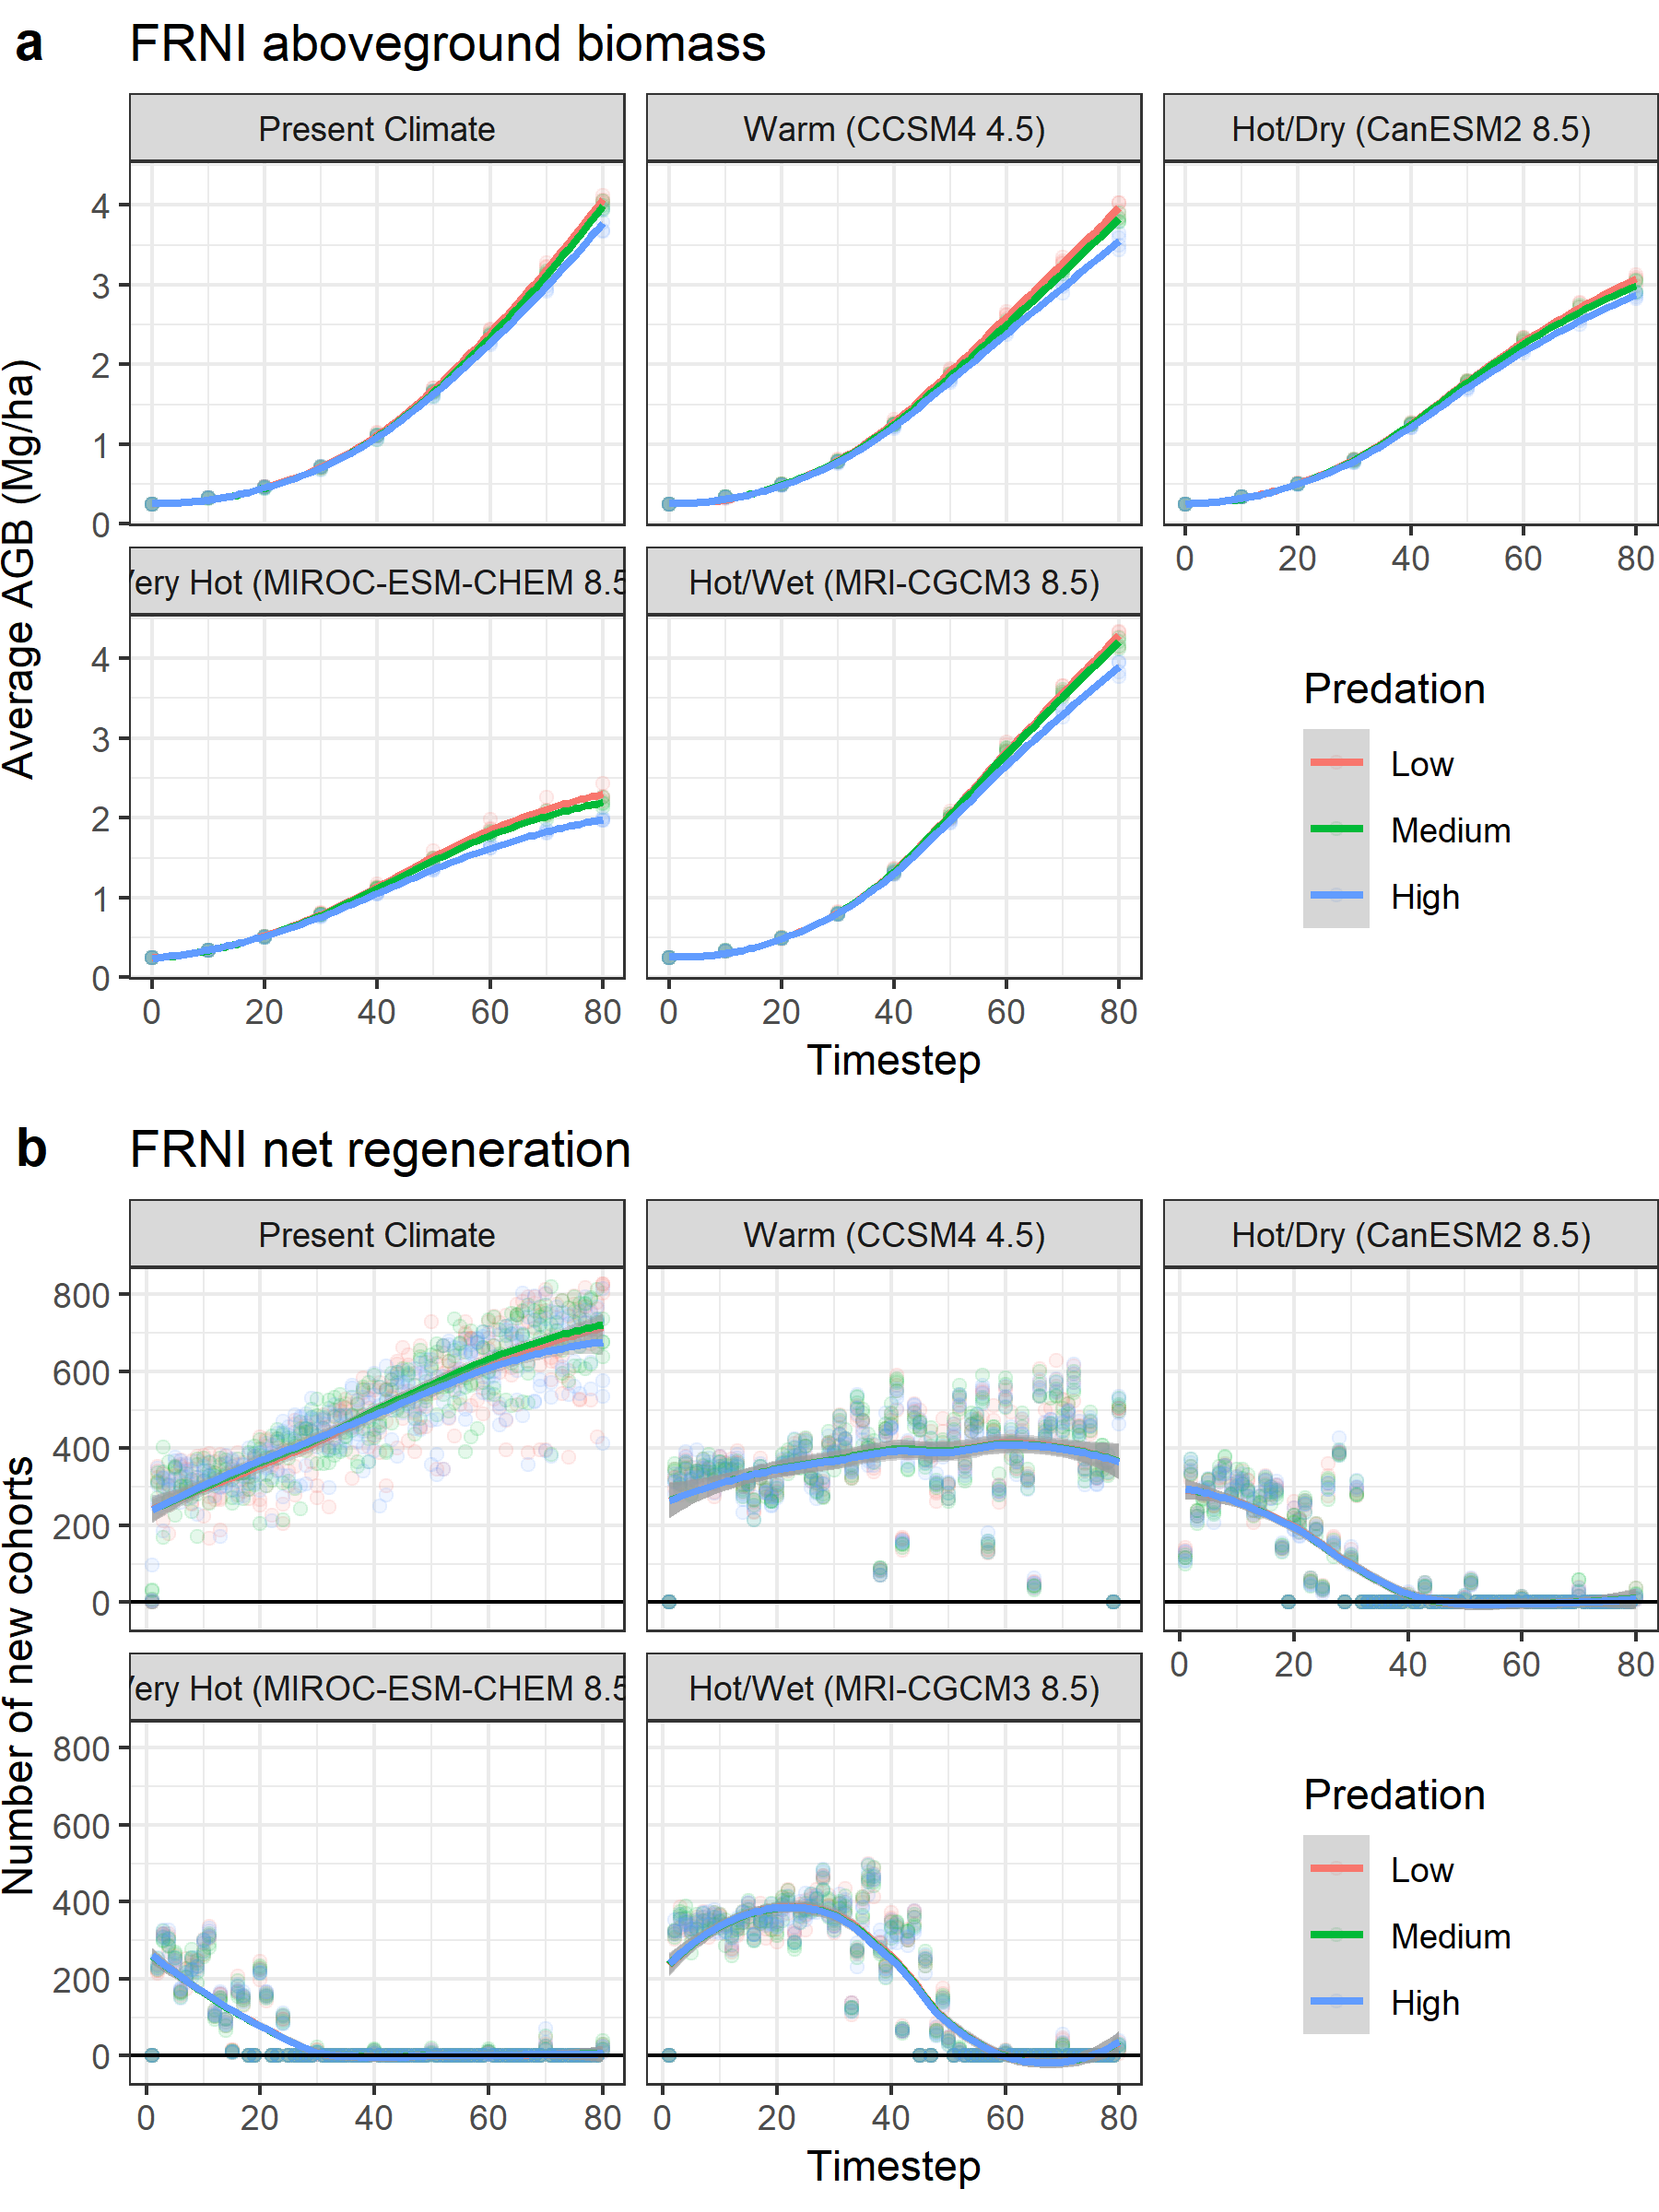 a FRNI aboveground biomass
Present Climate
Warm (CCSM4 4.5)
Hot/Dry (CanESM2 8.5)
Average AGB (Mg/ha)
4
3
2
1
0
0 20 40 60 80
ery Hot (MIROC-ESM-CHEM 8.5
Hot/Wet (MRI-CGCM3 8.5)
4
3
2
1
0
0 20 40 60 80
0 20 40 60 80
Timestep
Predation
Low
Medium
High
b FRNI net regeneration
Present Climate
Warm (CCSM4 4.5)
Hot/Dry (CanESM2 8.5)
Number of new cohorts
800
600
400
200
0
0 20 40 60 80
ery Hot (MIROC-ESM-CHEM 8.5
Hot/Wet (MRI-CGCM3 8.5)
800
600
400
200
0
0 20 40 60 80
0 20 40 60 80
Timestep
Predation
Low
Medium
High